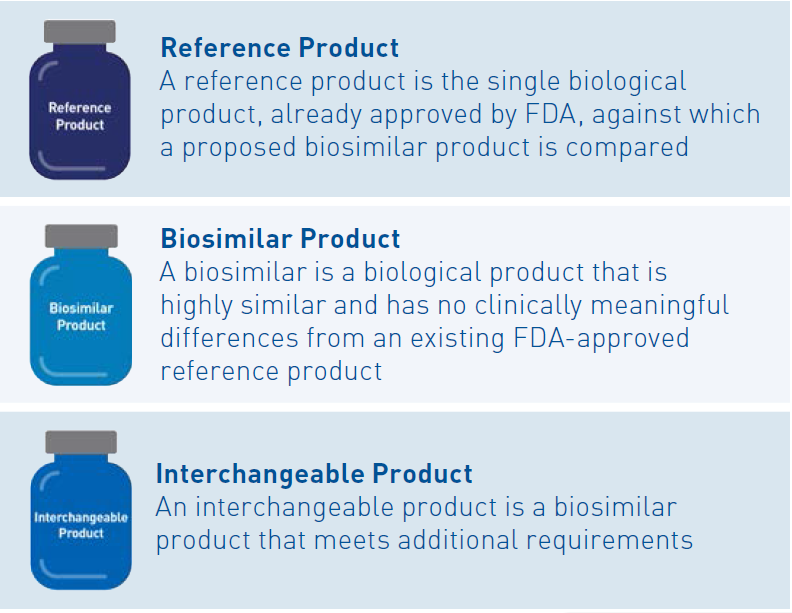 Reference
Product
Reference Product
A reference product is the single biological
product, already approved by FDA, against which
a proposed biosimilar product is compared
Biosimilar
Product
Biosimilar Product
A biosimilar is a biological product that is
highly similar and has no clinically meaningful
differences from an existing FDA-approved
reference product
Interchangeable
Product
Interchangeable Product
An interchangeable product is a biosimilar
product that meets additional requirements